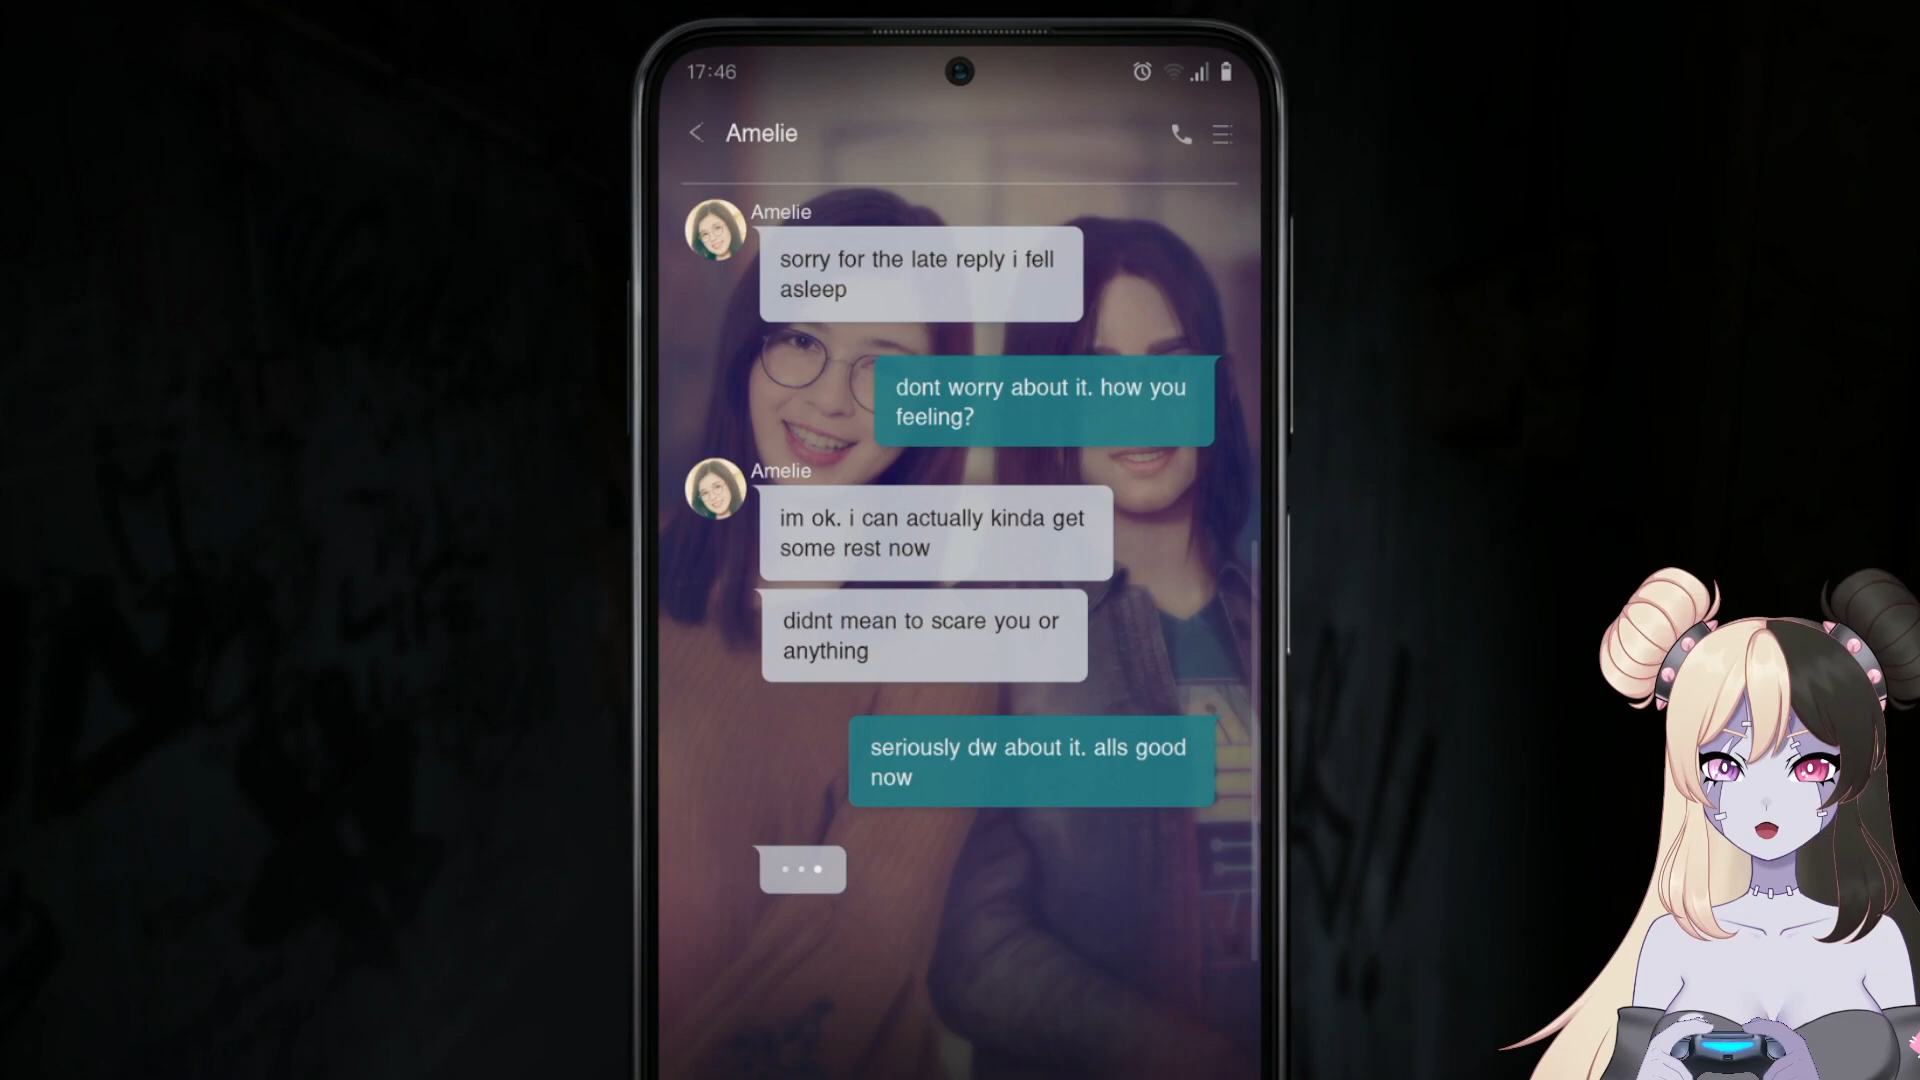 17:46
Amelie
Amelie
sorry for the late reply i fell
asleep
dont worry about it. how you
feeling?
Amelie
im ok. i can actually kinda get
some rest now
didnt mean to scare you or
anything
seriously dw about it. alls good
now